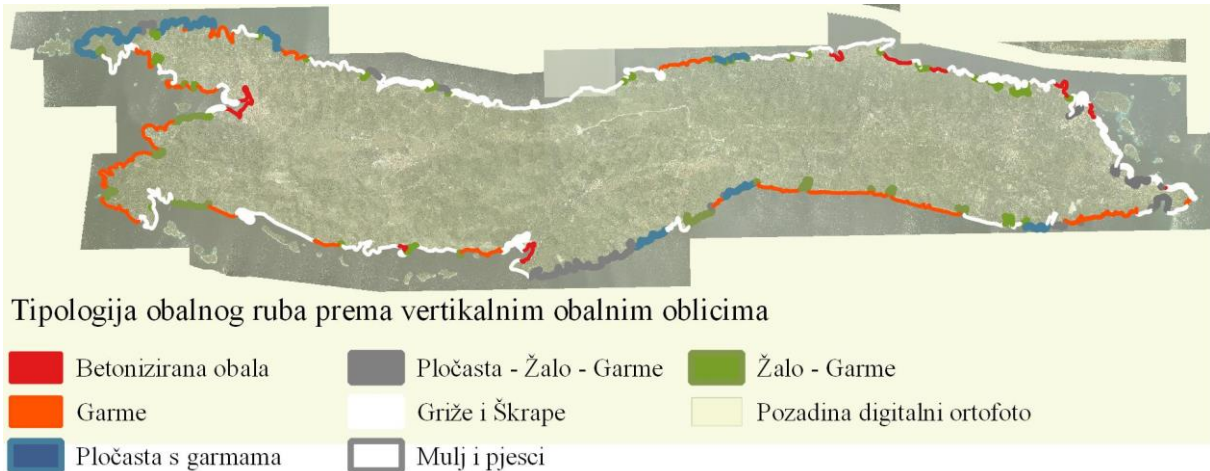 Tipologija obalnog ruba prema vertikalnim obalnim oblicima
Betonizirana obala
Pločasta - Žalo - Garme
Žalo - Garme
Garme
Griže i Škrape
Pozadina digitalni ortofoto
Pločasta s garmama
Mulj i pjesci